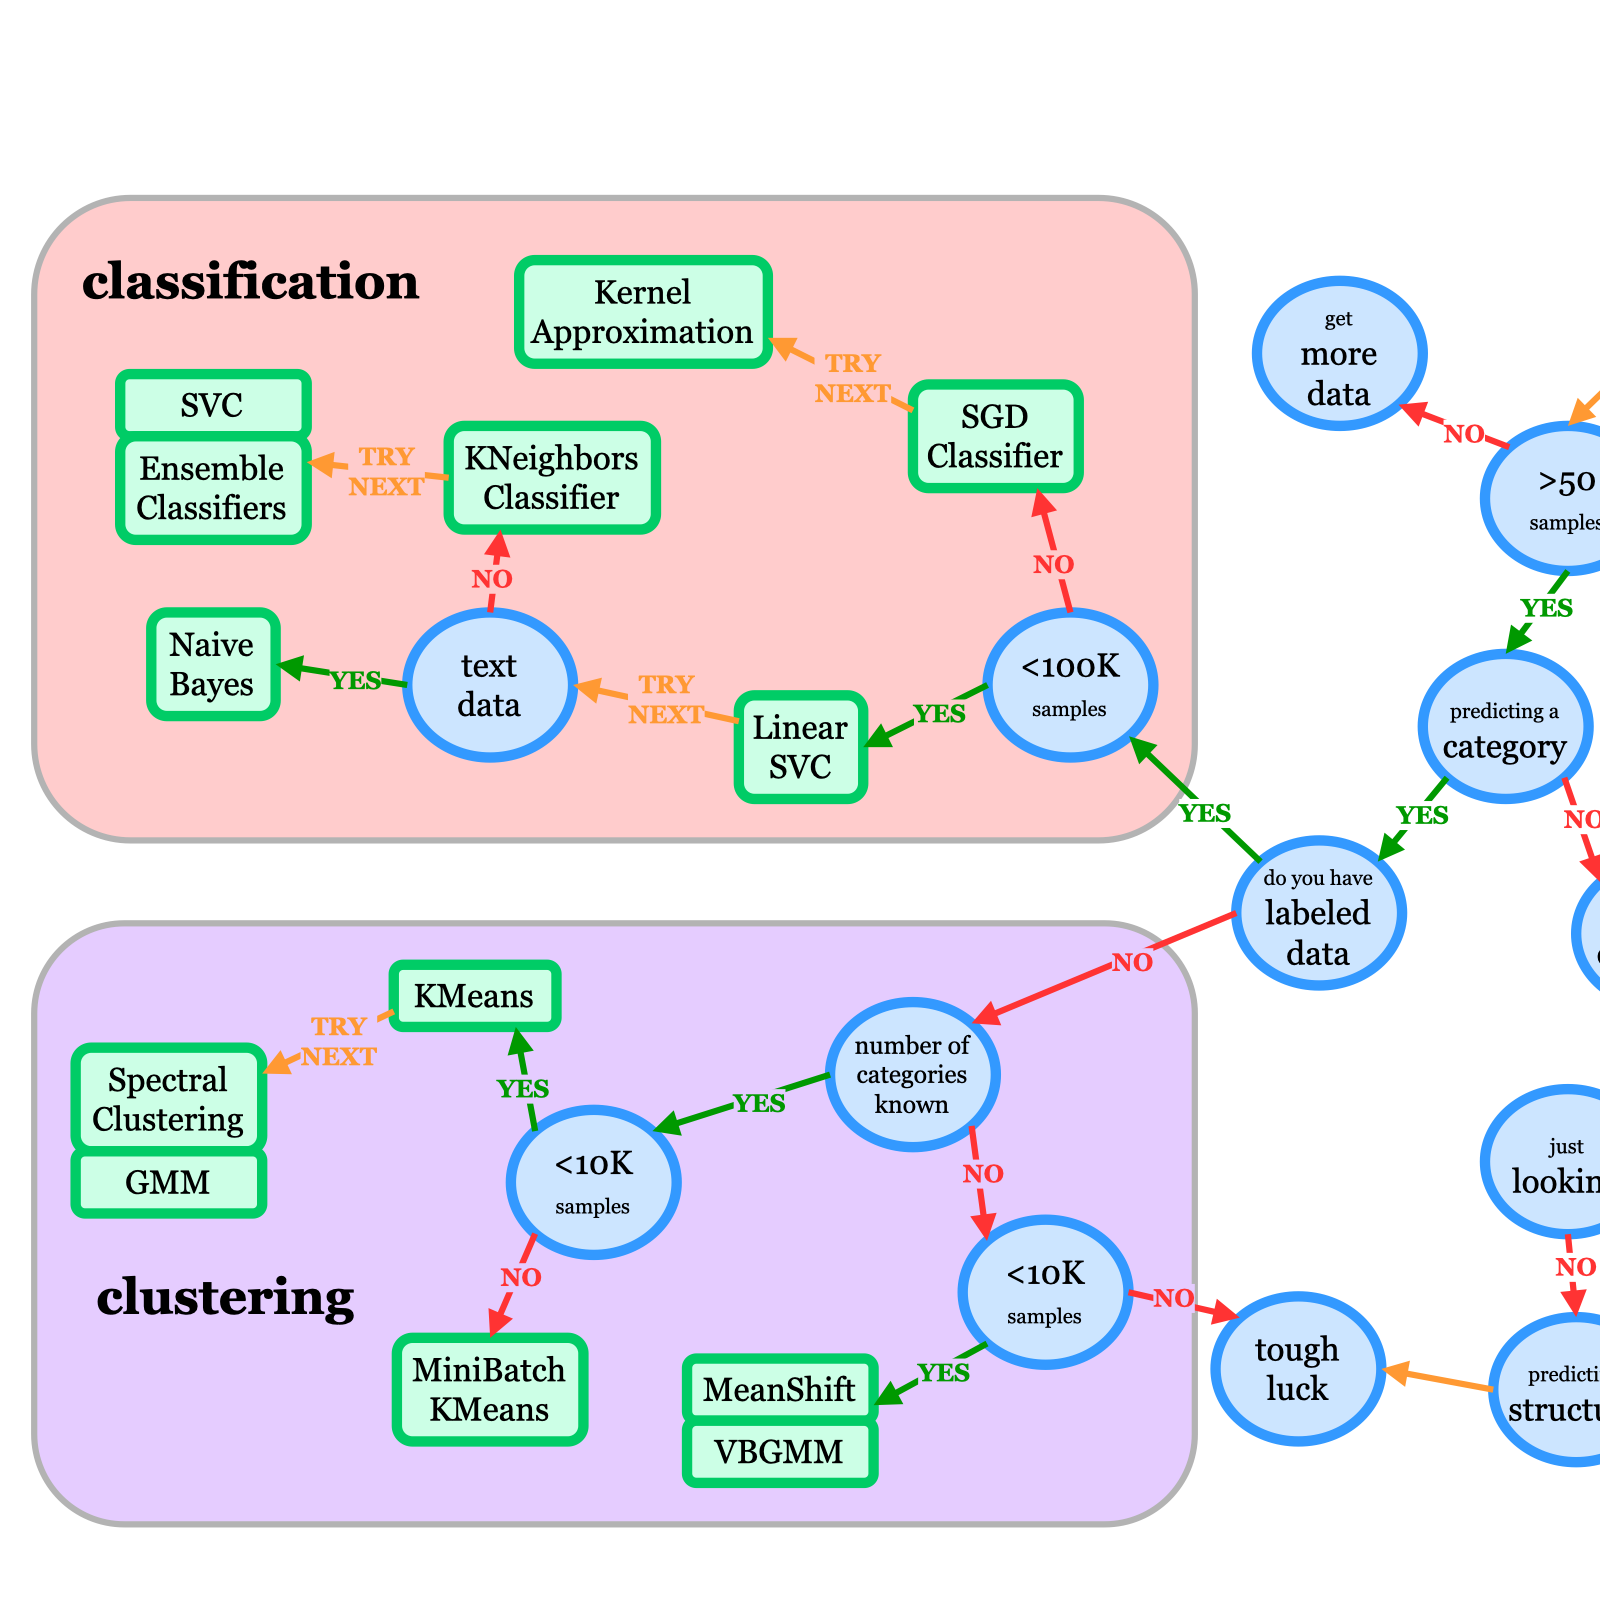 classification
Kernel
Approximation
TRY
NEXT
SGD
Classifier
SVC
Ensemble
Classifiers
TRY
NEXT
KNeighbors
Classifier
NO
NO
Naive
Bayes
YES
text
data
TRY
NEXT
Linear
SVC
YES
<100K
samples
YES
get
more
data
NO
>50
samples
YES
predicting a
category
YES
NO
do you have
labeled
data
NO
clustering
KMeans
TRY
NEXT
Spectral
Clustering
GMM
YES
<10K
samples
NO
MiniBatch
KMeans
YES
number of
categories
known
NO
<10K
samples
YES
MeanShift
VBGMM
NO
tough
luck
just
NO